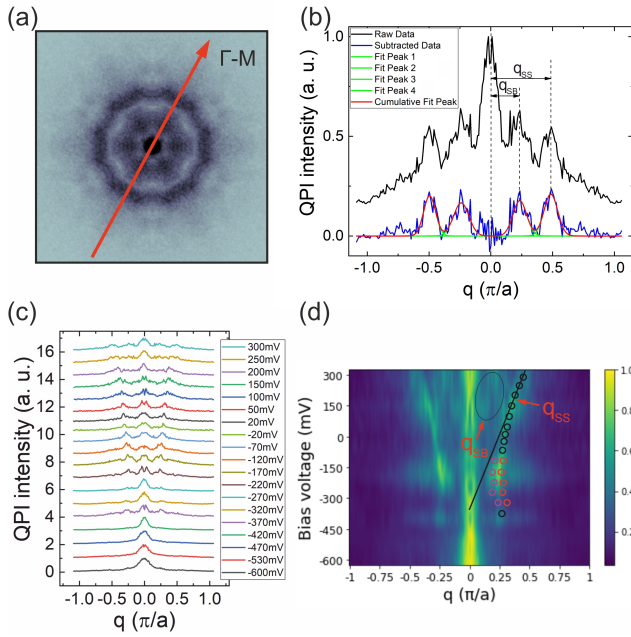 (a)
Γ-M
(b)
QPI intensity (a. u.)
1.0
0.5
0.0
Raw Data
Subtracted Data
Fit Peak 1
Fit Peak 2
Fit Peak 3
Fit Peak 4
Cumulative Fit Peak
qSS
qSB
-1.0 -0.5 0.0 0.5 1.0
q (π/a)
(c)
QPI intensity (a. u.)
16
14
12
10
8
6
4
2
0
300mV
250mV
200mV
150mV
100mV
50mV
20mV
-20mV
-70mV
-120mV
-170mV
-220mV
-270mV
-320mV
-370mV
-420mV
-470mV
-530mV
-600mV
-1.0 -0.5 0.0 0.5 1.0
q (π/a)
(d)
Bias voltage (mV)
300
150
0
-150
-300
-450
-600
qSS
qSB
-1 -0.75 -0.25 0 0.25 0.75 1
q (π/a)
1.0
0.8
0.6
0.4
0.2